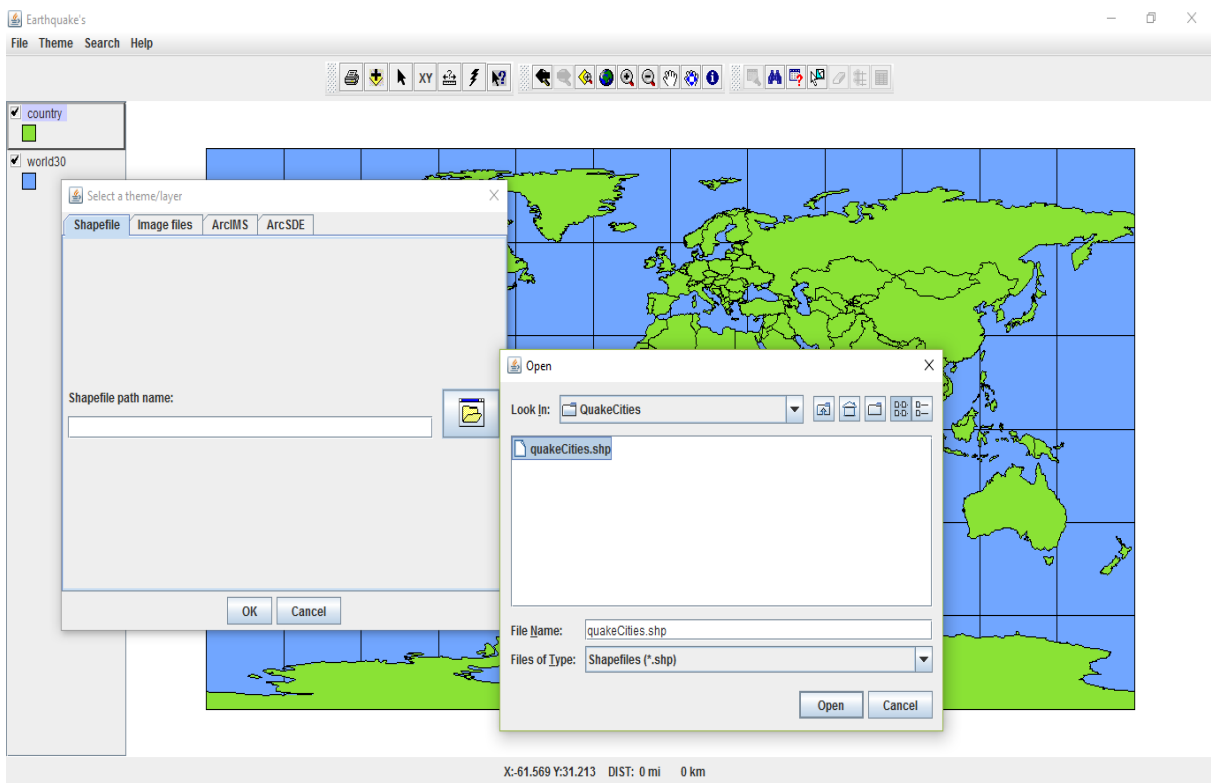 Earthquake's
File Theme Search Help
XY
country
world30
Select a theme/layer
Shapefile Image files ArcIMS ArcSDE
Shapefile path name:
OK Cancel
Open
Look In: QuakeCities
quakeCities.shp
File Name: quakeCities.shp
Files of Type: Shapefiles (*.shp)
Open Cancel
X:-61.569 Y:31.213 DIST: 0 mi 0 km